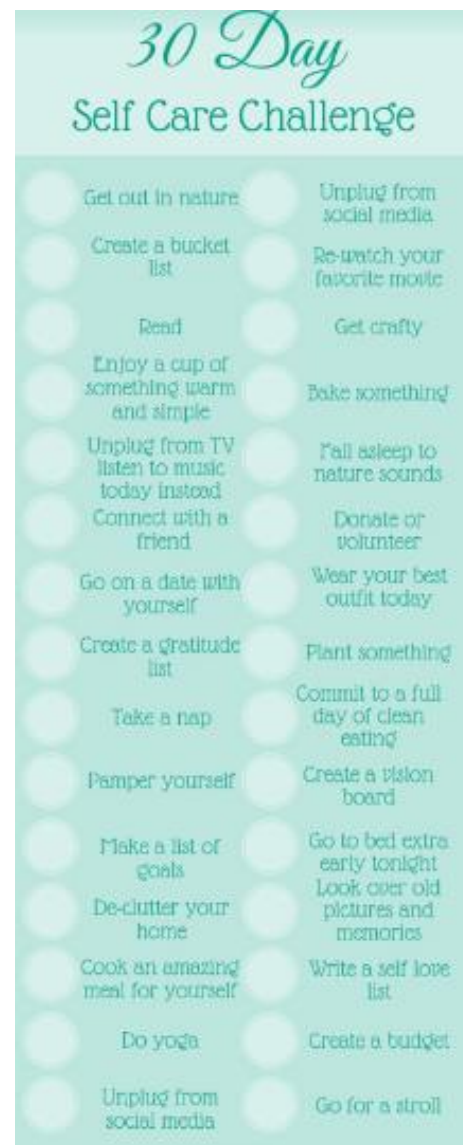 30 Day
Self Care Challenge
Get out in nature
Create a bucket
list
Read
Enjoy a cup of
something warm
and simple
Unplug from TV
listen to music
today instead
Connect with a
friend
Go on a date with
yourself
Create a gratitude
list
Take a nap
Pamper yourself
Make a list of
goals
De-clutter your
home
Cook an amazing
meal for yourself
Do yoga
Unplug from
social media
Unplug from
social media
Re-watch your
favorite movie
Get crafty
Bake something
Fall asleep to
nature sounds
Donate or
volunteer
Wear your best
outfit today
Plant something
Commit to a full
day of clean
eating
Create a vision
board
Go to bed extra
early tonight
Look over old
pictures and
memories
Write a self love
list
Create a budget
Go for a stroll